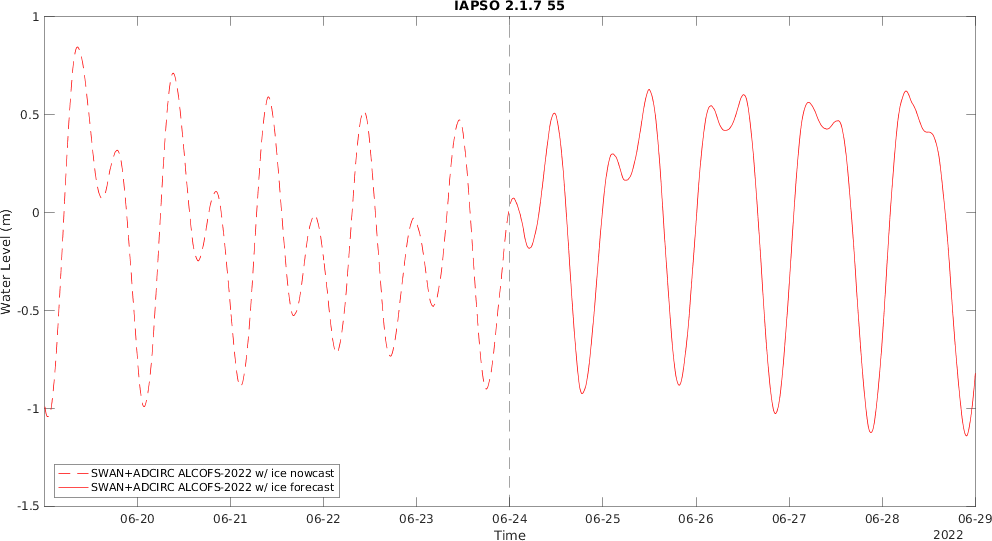 IAPSO 2.1.7 55
Water Level (m)
1
0.5
0
-0.5
-1
-1.5
SWAN+ADCIRC ALCOFS-2022 w/ ice nowcast
SWAN+ADCIRC ALCOFS-2022 w/ ice forecast
06-20 06-21 06-22 06-23 06-24 06-25 06-26 06-27 06-28 06-29
Time
2022